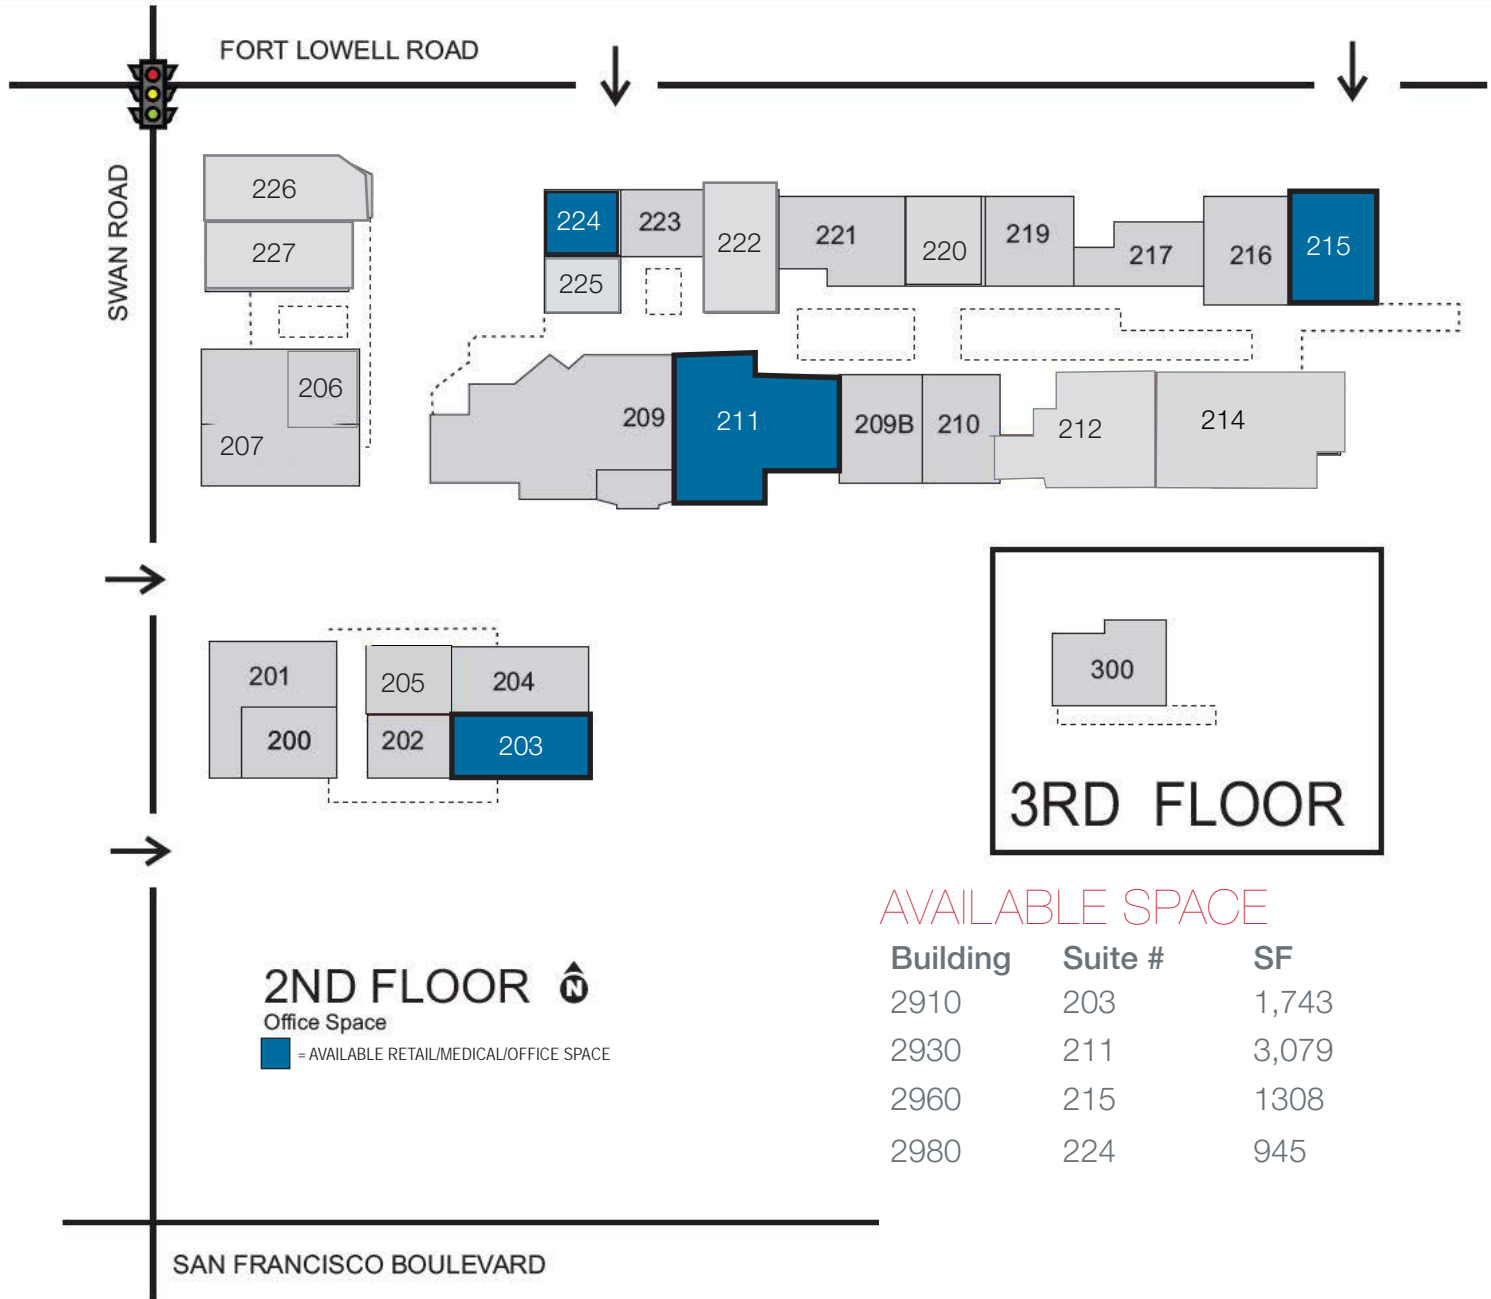 FORT LOWELL ROAD
SWAN ROAD
226
227
206
207
224
223
222
221
220
219
217
216
215
225
209
211
209B
210
212
214
201
200
205
204
202
203
300
3RD FLOOR
2ND FLOOR N
Office Space
= AVAILABLE RETAIL/MEDICAL/OFFICE SPACE
AVAILABLE SPACE
Building Suite # SF
2910 203 1,743
2930 211 3,079
2960 215 1308
2980 224 945
SAN FRANCISCO BOULEVARD